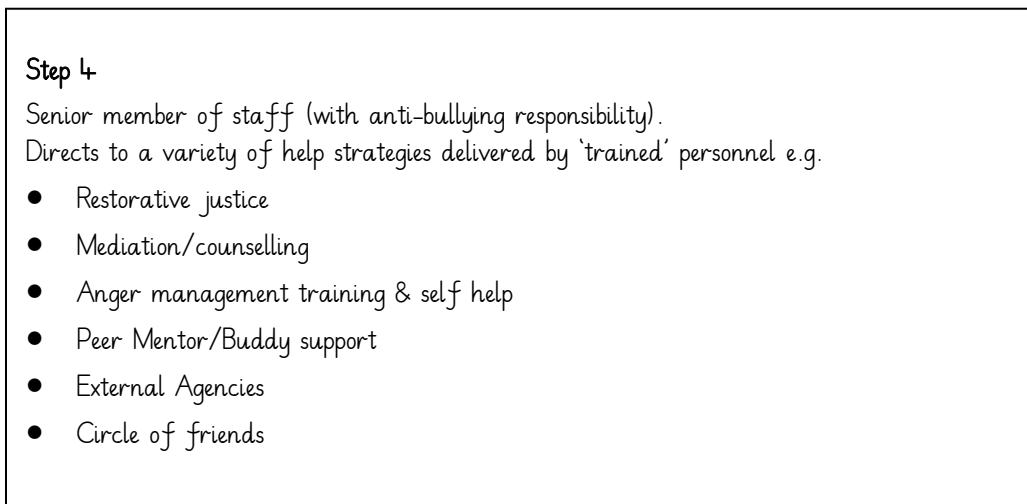 Step 4
Senior member of staff (with anti-bullying responsibility).
Directs to a variety of help strategies delivered by ‘trained’ personnel e.g.
● Restorative justice
● Mediation/counselling
● Anger management training & self help
● Peer Mentor/Buddy support
● External Agencies
● Circle of friends